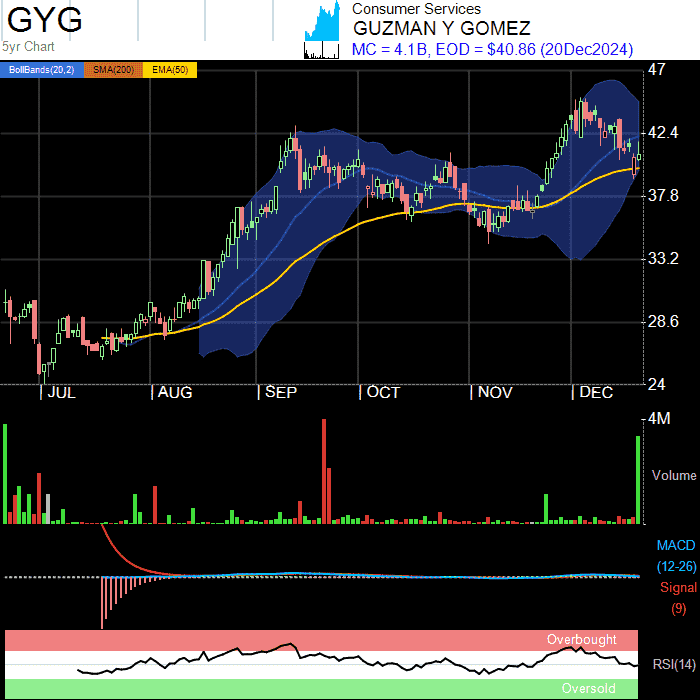 GYG
5yr Chart
Consumer Services
GUZMAN Y GOMEZ
MC = 4.1B, EOD = $40.86 (20Dec2024)
BollBands(20,2) SMA(200) EMA(50)
47
42.4
37.8
33.2
28.6
24
JUL AUG SEP OCT NOV DEC
4M
Volume
MACD
(12-26)
Signal
(9)
Overbought
RSI(14)
Oversold